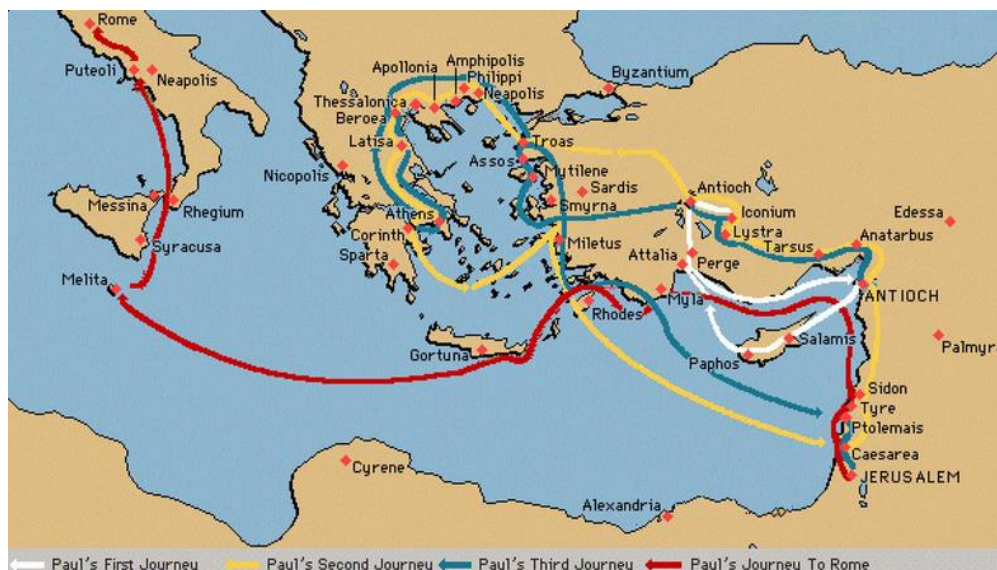 Rome
Puteoli
Neapolis
Amphipolis
Apollonia
Philippi
Neapolis
Byzantium
Thessalonica
Beroea
Latisa
Troas
Assos
Mytilene
Nicopolis
Sardis
Smyrna
Antioch
Iconium
Lystra
Edessa
Messina
Rhegium
Athens
Corinth
Syracusa
Sparta
Miletus
Attalia
Perge
Tarsus
Anatarbus
Melita
Rhodes
Myla
ANTIOCH
Gortuna
Salamis
Paphos
Palmyr
Sidon
Tyre
Ptolemais
Caesarea
JERUSALEM
Cyrene
Alexandria
Paul's First Journey Paul's Second Journey Paul's Third Journey Paul's Journey To Rome